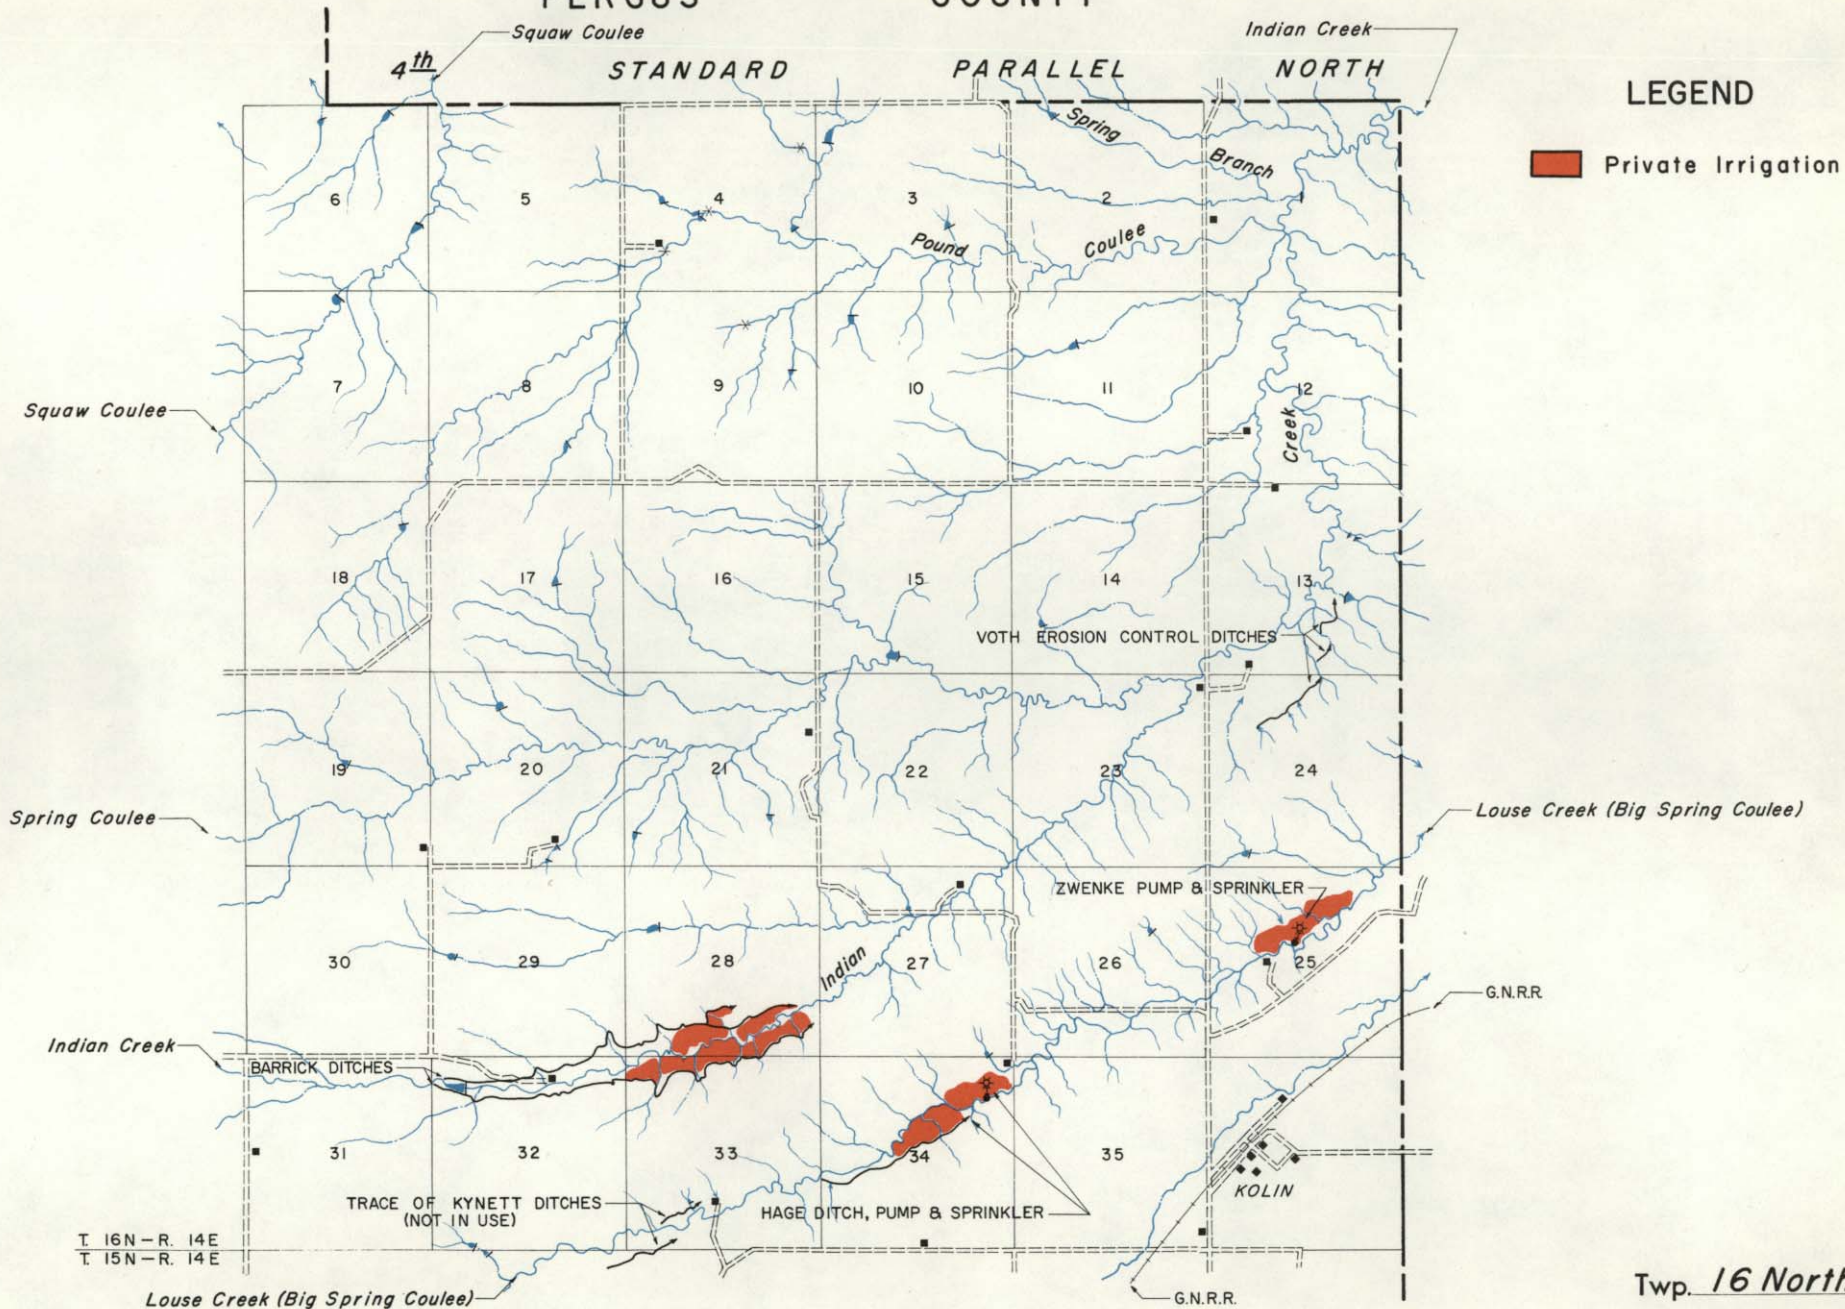 FERGUS COUNTY
Squaw Coulee
Indian Creek
4th STANDARD PARALLEL NORTH
LEGEND
Private Irrigation
Spring
Branch
6
5
4
3
2
1
Pound
Coulee
7
8
9
10
11
12
Squaw Coulee
Creek
18
17
16
15
14
13
VOTH EROSION CONTROL DITCHES
19
20
21
22
23
24
Spring Coulee
Louse Creek (Big Spring Coulee)
ZWENKE PUMP & SPRINKLER
30
29
28
Indian
27
26
25
G.N.R.R.
Indian Creek
BARRICK DITCHES
31
32
33
34
35
KOLIN
TRACE OF KYNETT DITCHES
(NOT IN USE)
HAGE DITCH, PUMP & SPRINKLER
T. 16N – R. 14E
T. 15N – R. 14E
Louse Creek (Big Spring Coulee)
G.N.R.R.
Twp. 16 North